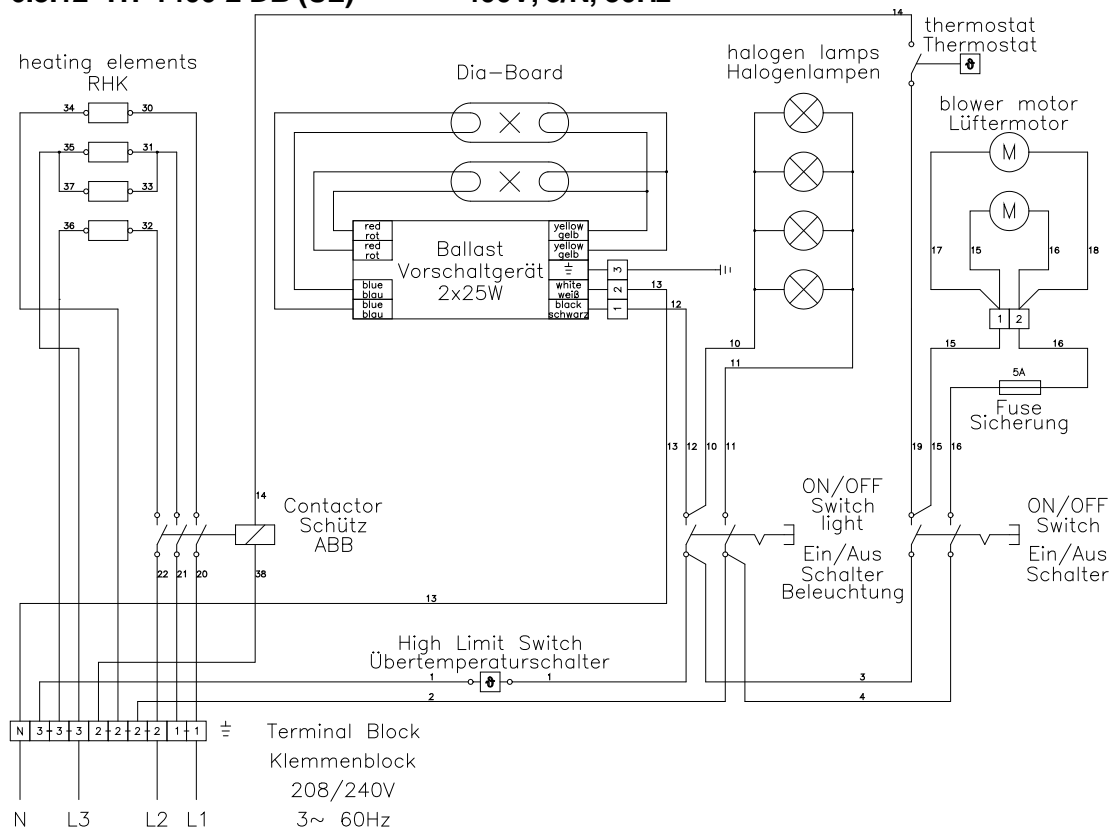 14
thermostat
Thermostat
ϑ
heating elements
RHK
Dia-Board
halogen lamps
Halogenlampen
blower motor
Lüftermotor
34 30
35 31
37 33
36 32
M
M
17 15 16 18
red
rot
red
rot
blue
blau
blue
blau
Ballast
Vorschaltgerät
2x25W
yellow
gelb
yellow
gelb
white
weiß
black
schwarz
3
2
1
13
12
1 2
10
11
15 16
5A
Fuse
Sicherung
13 12 10 11
19 15 16
14
Contactor
Schütz
ABB
ON/OFF
Switch
light
Ein/Aus
Schalter
Beleuchtung
ON/OFF
Switch
Ein/Aus
Schalter
22 21 20 38
13
High Limit Switch
Übertemperaturschalter
1 ϑ 1
2
3
4
N 3 3 3 2 2 2 2 1 1
Terminal Block
Klemmenblock
208/240V
3~ 60Hz
N L3 L2 L1